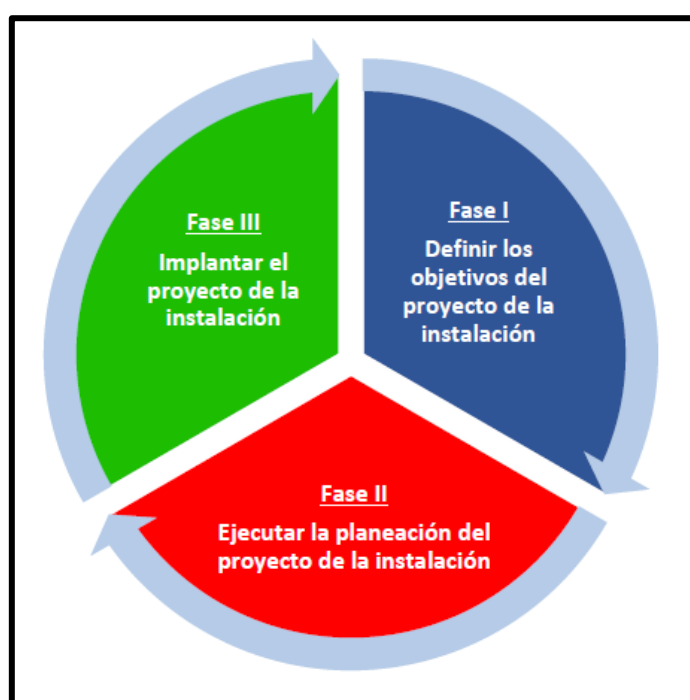 Fase I
Definir los
objetivos del
proyecto de la
instalación
Fase II
Ejecutar la planeación del
proyecto de la instalación
Fase III
Implantar el
proyecto de la
instalación